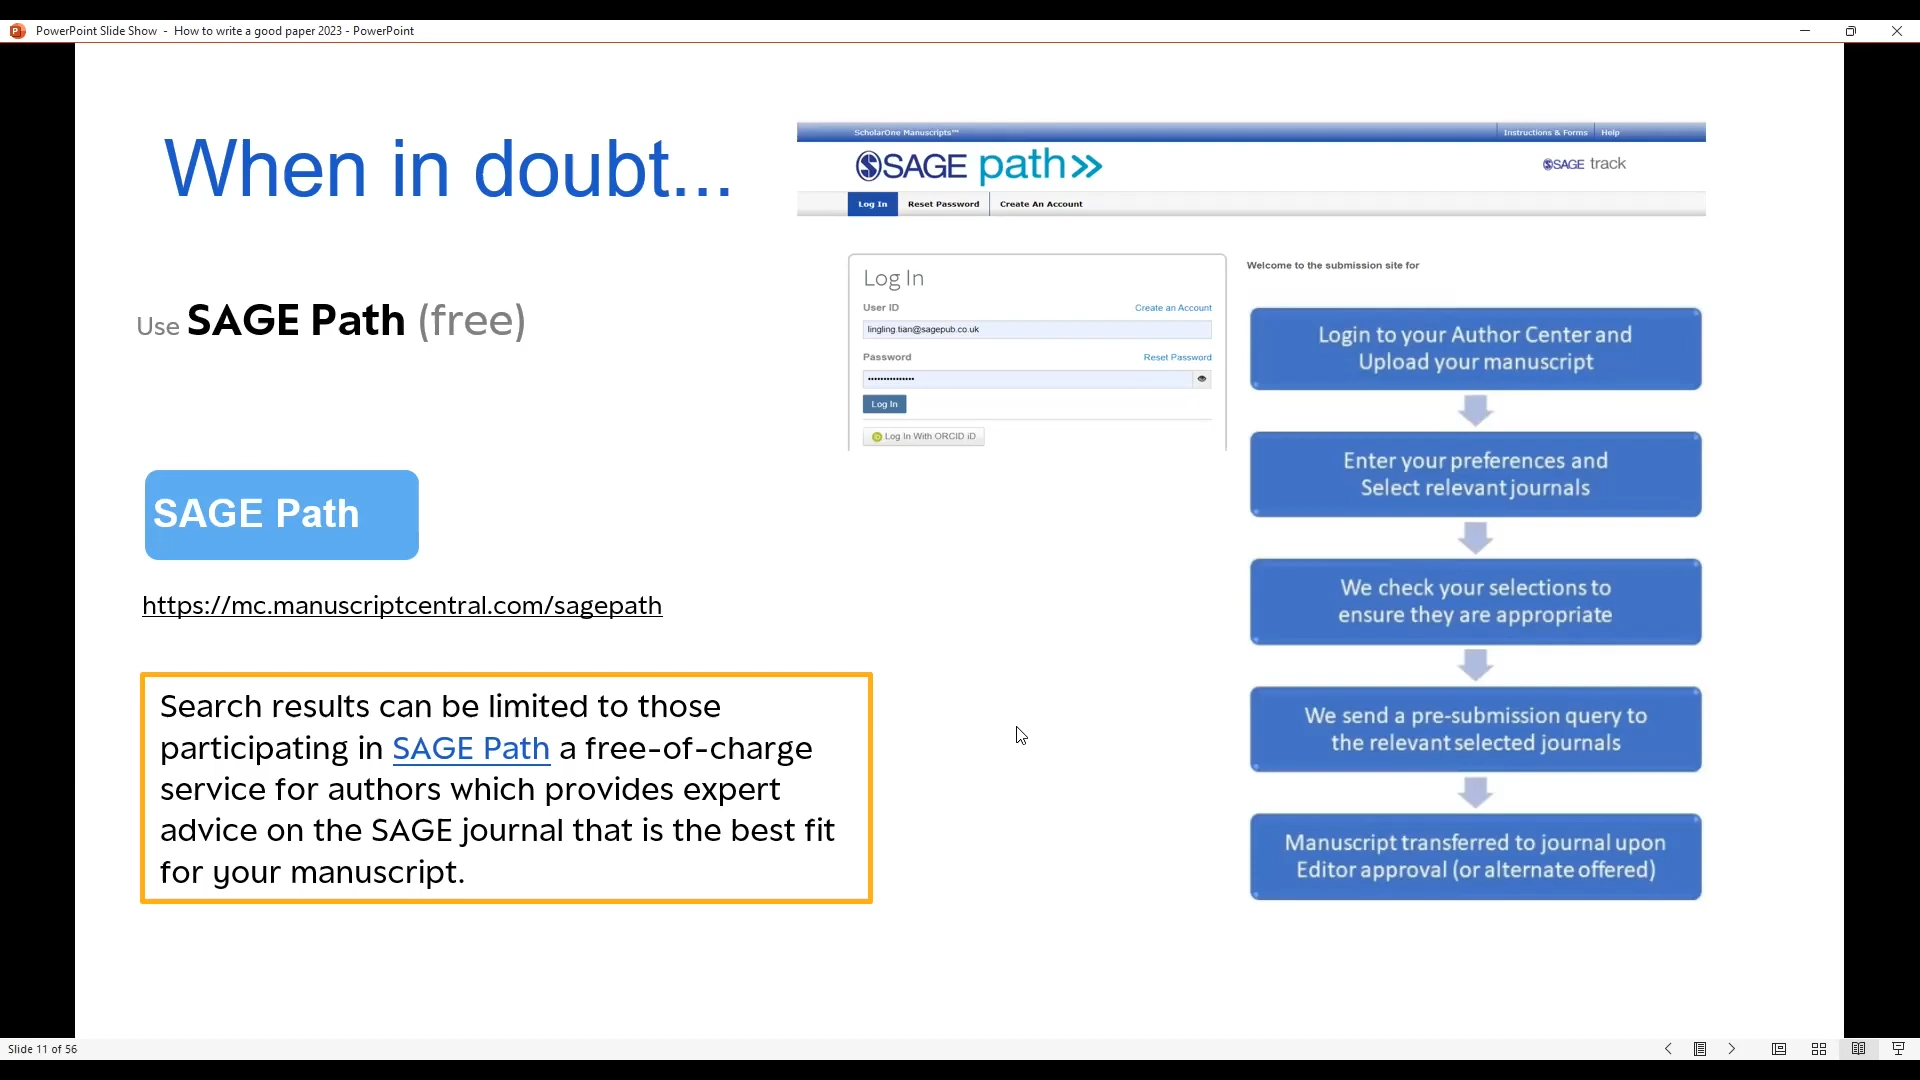 PowerPoint Slide Show - How to write a good paper 2023 - PowerPoint
When in doubt...
Use SAGE Path (free)
SAGE Path
https://mc.manuscriptcentral.com/sagepath
Search results can be limited to those
participating in SAGE Path a free-of-charge
service for authors which provides expert
advice on the SAGE journal that is the best fit
for your manuscript.
ScholarOne Manuscripts™
Instructions & Forms
Help
SAGE path
SAGE track
Log In
Reset Password
Create An Account
Log In
User ID
Create an Account
lingling.tian@sagepub.co.uk
Password
Reset Password
Log In
Log In With ORCID iD
Welcome to the submission site for
Login to your Author Center and
Upload your manuscript
Enter your preferences and
Select relevant journals
We check your selections to
ensure they are appropriate
We send a pre-submission query to
the relevant selected journals
Manuscript transferred to journal upon
Editor approval (or alternate offered)
Slide 11 of 56